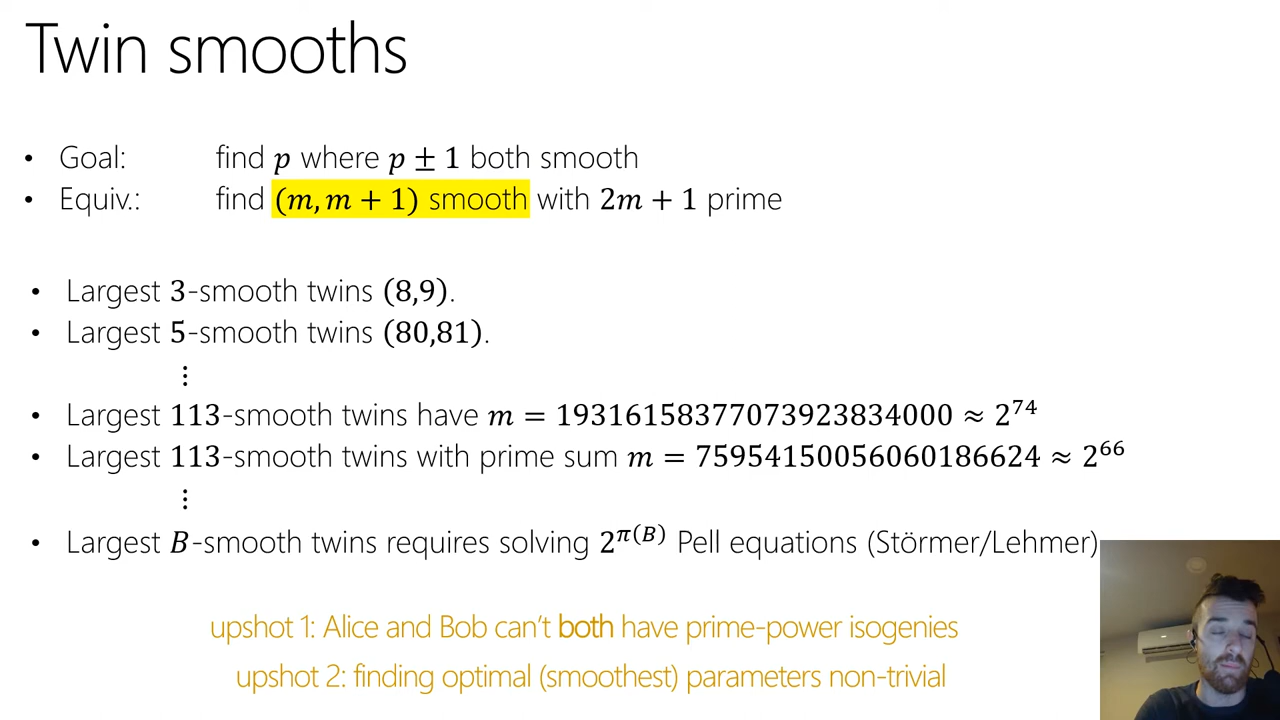 Twin smooths
• Goal: find p where p ± 1 both smooth
• Equiv.: find (m, m + 1) smooth with 2m + 1 prime
• Largest 3-smooth twins (8,9).
• Largest 5-smooth twins (80,81).
⋮
• Largest 113-smooth twins have m = 19316158377073923834000 ≈ 2^74
• Largest 113-smooth twins with prime sum m = 75954150056060186624 ≈ 2^66
⋮
• Largest B-smooth twins requires solving 2^π(B) Pell equations (Störmer/Lehmer)
upshot 1: Alice and Bob can't both have prime-power isogenies
upshot 2: finding optimal (smoothest) parameters non-trivial